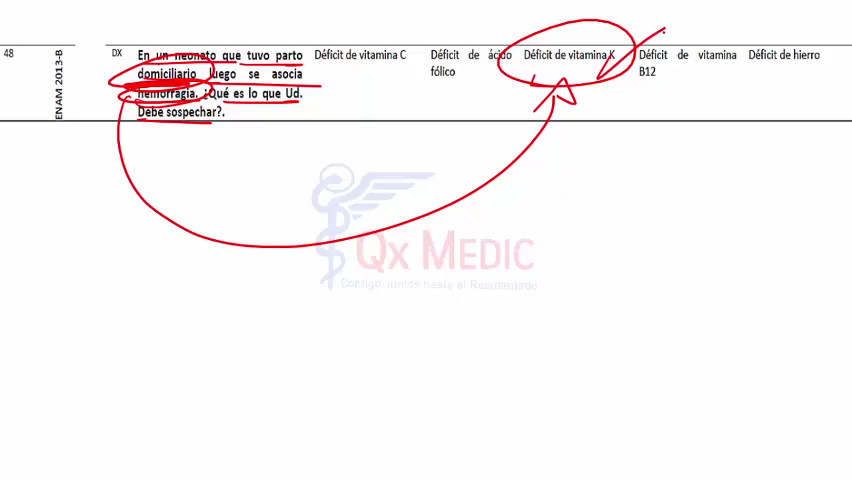 48
ENAM 2013-B
DX
En un neonato que tuvo parto
domiciliario luego se asocia
hemorragia. ¿Qué es lo que Ud.
Debe sospechar?.
Déficit de vitamina C
Déficit de ácido
fólico
Déficit de vitamina K
Déficit de vitamina
B12
Déficit de hierro
Qx MEDIC
Contigo, juntos hasta el Residentado